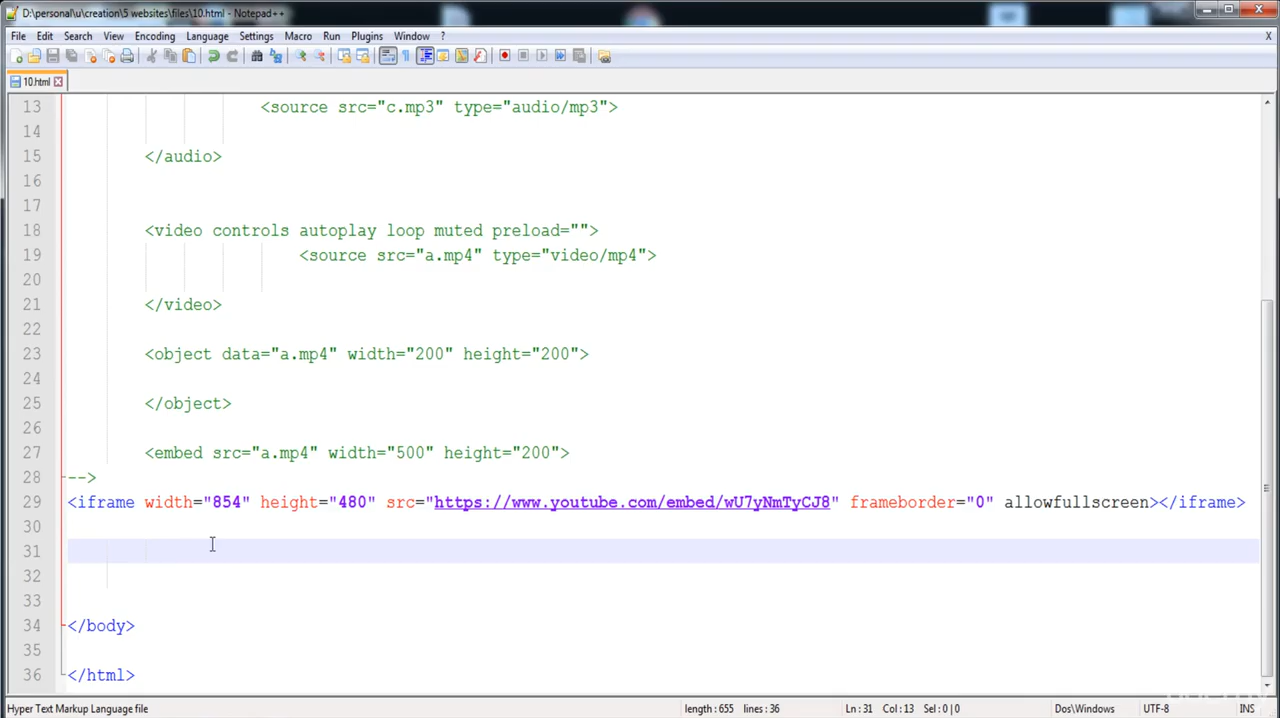 D:\personal\u\creation\5 websites\files\10.html - Notepad++
File Edit Search View Encoding Language Settings Macro Run Plugins Window ? X
10.html
13 <source src="c.mp3" type="audio/mp3">
14
15 </audio>
16
17
18 <video controls autoplay loop muted preload="">
19 <source src="a.mp4" type="video/mp4">
20
21 </video>
22
23 <object data="a.mp4" width="200" height="200">
24
25 </object>
26
27 <embed src="a.mp4" width="500" height="200">
28 -->
29 <iframe width="854" height="480" src="https://www.youtube.com/embed/wU7yNmTyCJ8" frameborder="0" allowfullscreen></iframe>
30
31
32
33
34 </body>
35
36 </html>
Hyper Text Markup Language file length : 655 lines : 36 Ln : 31 Col : 13 Sel : 0 | 0 Dos\Windows UTF-8 INS